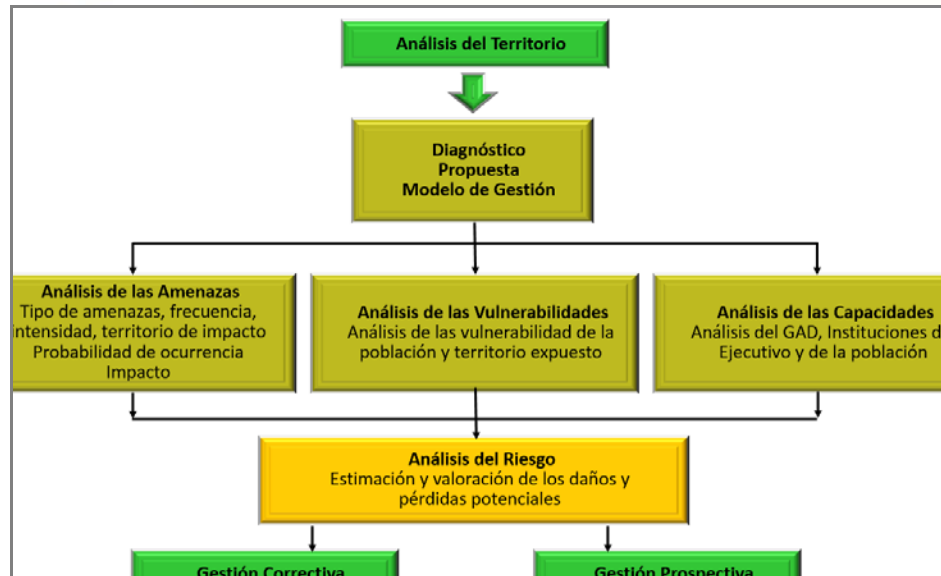 Análisis del Territorio
Diagnóstico
Propuesta
Modelo de Gestión
Análisis de las Amenazas
Tipo de amenazas, frecuencia,
intensidad, territorio de impacto
Probabilidad de ocurrencia
Impacto
Análisis de las Vulnerabilidades
Análisis de las vulnerabilidad de la
población y territorio expuesto
Análisis de las Capacidades
Análisis del GAD, Instituciones
Ejecutivo y de la población
Análisis del Riesgo
Estimación y valoración de los daños y
pérdidas potenciales
Gestión Correctiva
Gestión Prospectiva